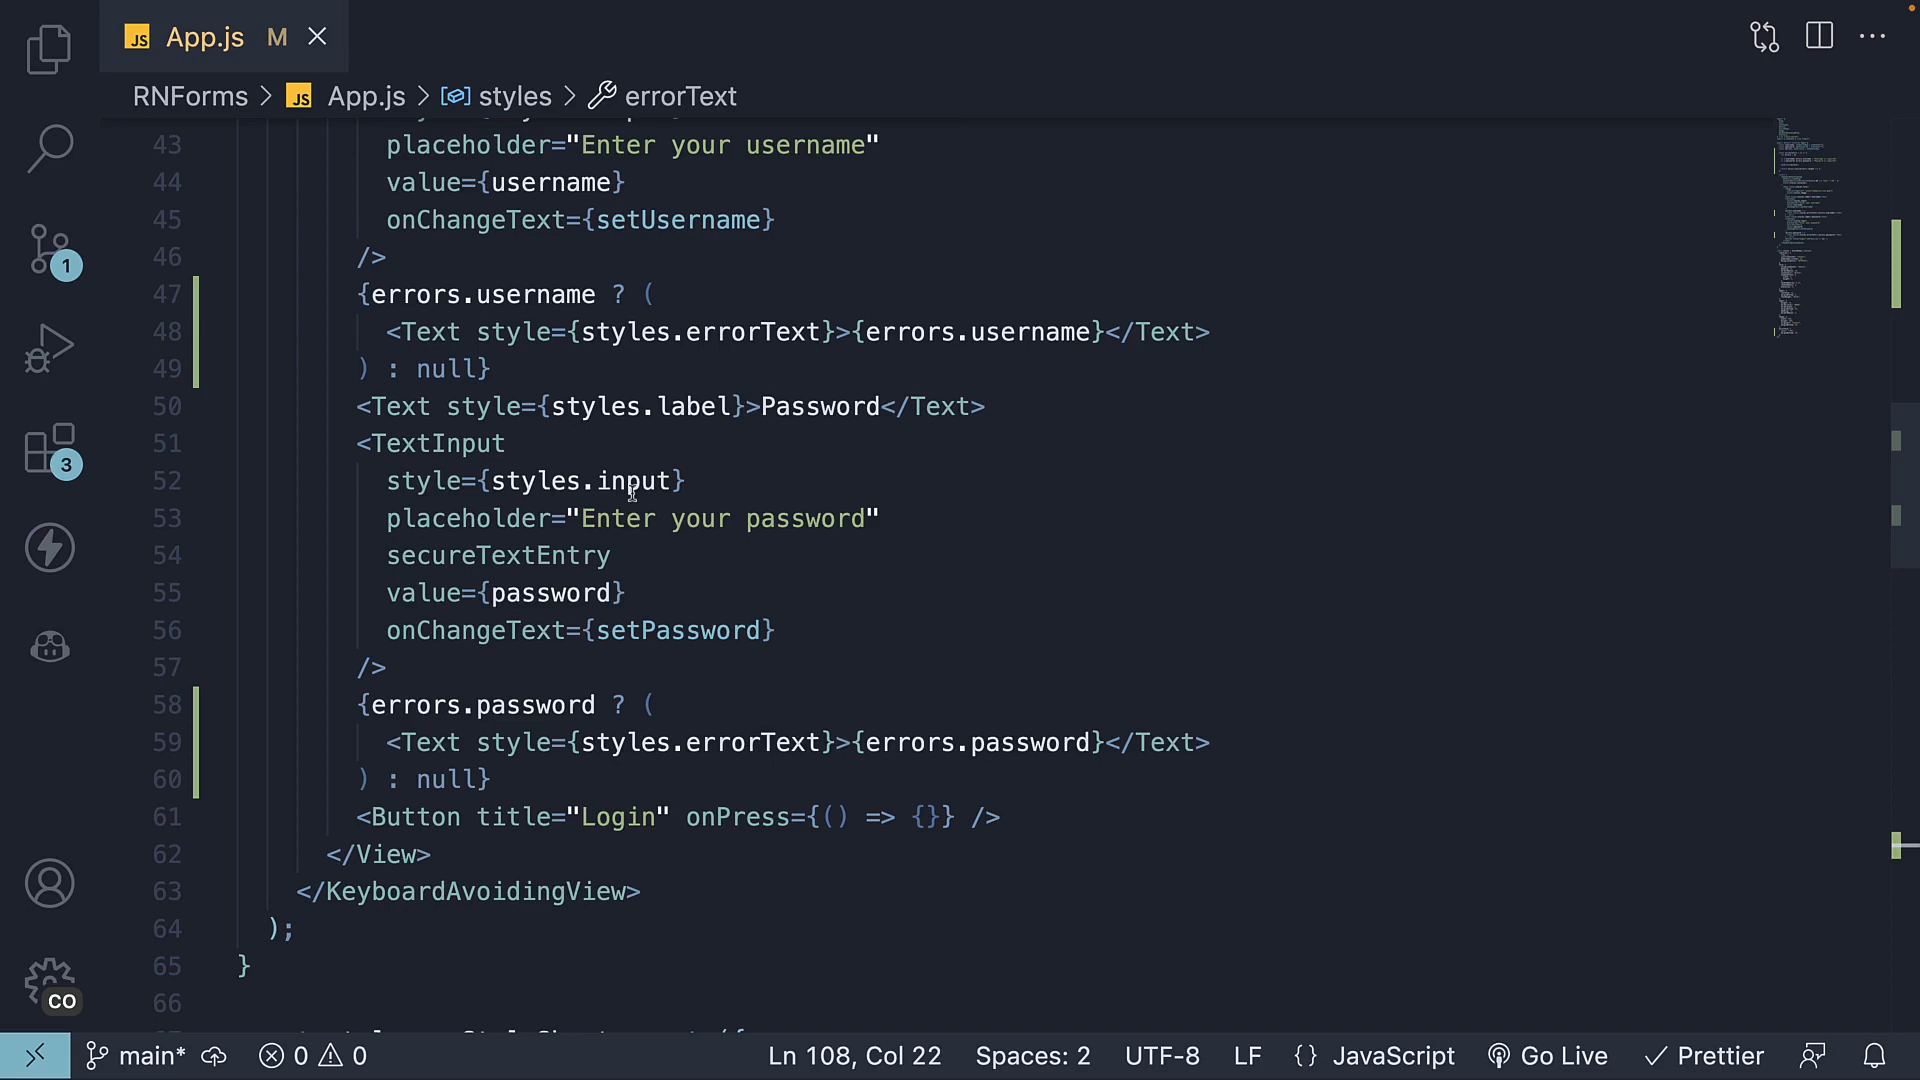 JS App.js M
RNForms > JS App.js > styles > errorText
43 placeholder="Enter your username"
44 value={username}
45 onChangeText={setUsername}
46 />
47 {errors.username ? (
48 <Text style={styles.errorText}>{errors.username}</Text>
49 ) : null}
50 <Text style={styles.label}>Password</Text>
51 <TextInput
52 style={styles.input}
53 placeholder="Enter your password"
54 secureTextEntry
55 value={password}
56 onChangeText={setPassword}
57 />
58 {errors.password ? (
59 <Text style={styles.errorText}>{errors.password}</Text>
60 ) : null}
61 <Button title="Login" onPress={() => {}} />
62 </View>
63 </KeyboardAvoidingView>
64 );
65 }
66
1
3
CO
main* 0 0 Ln 108, Col 22 Spaces: 2 UTF-8 LF {} JavaScript Go Live Prettier